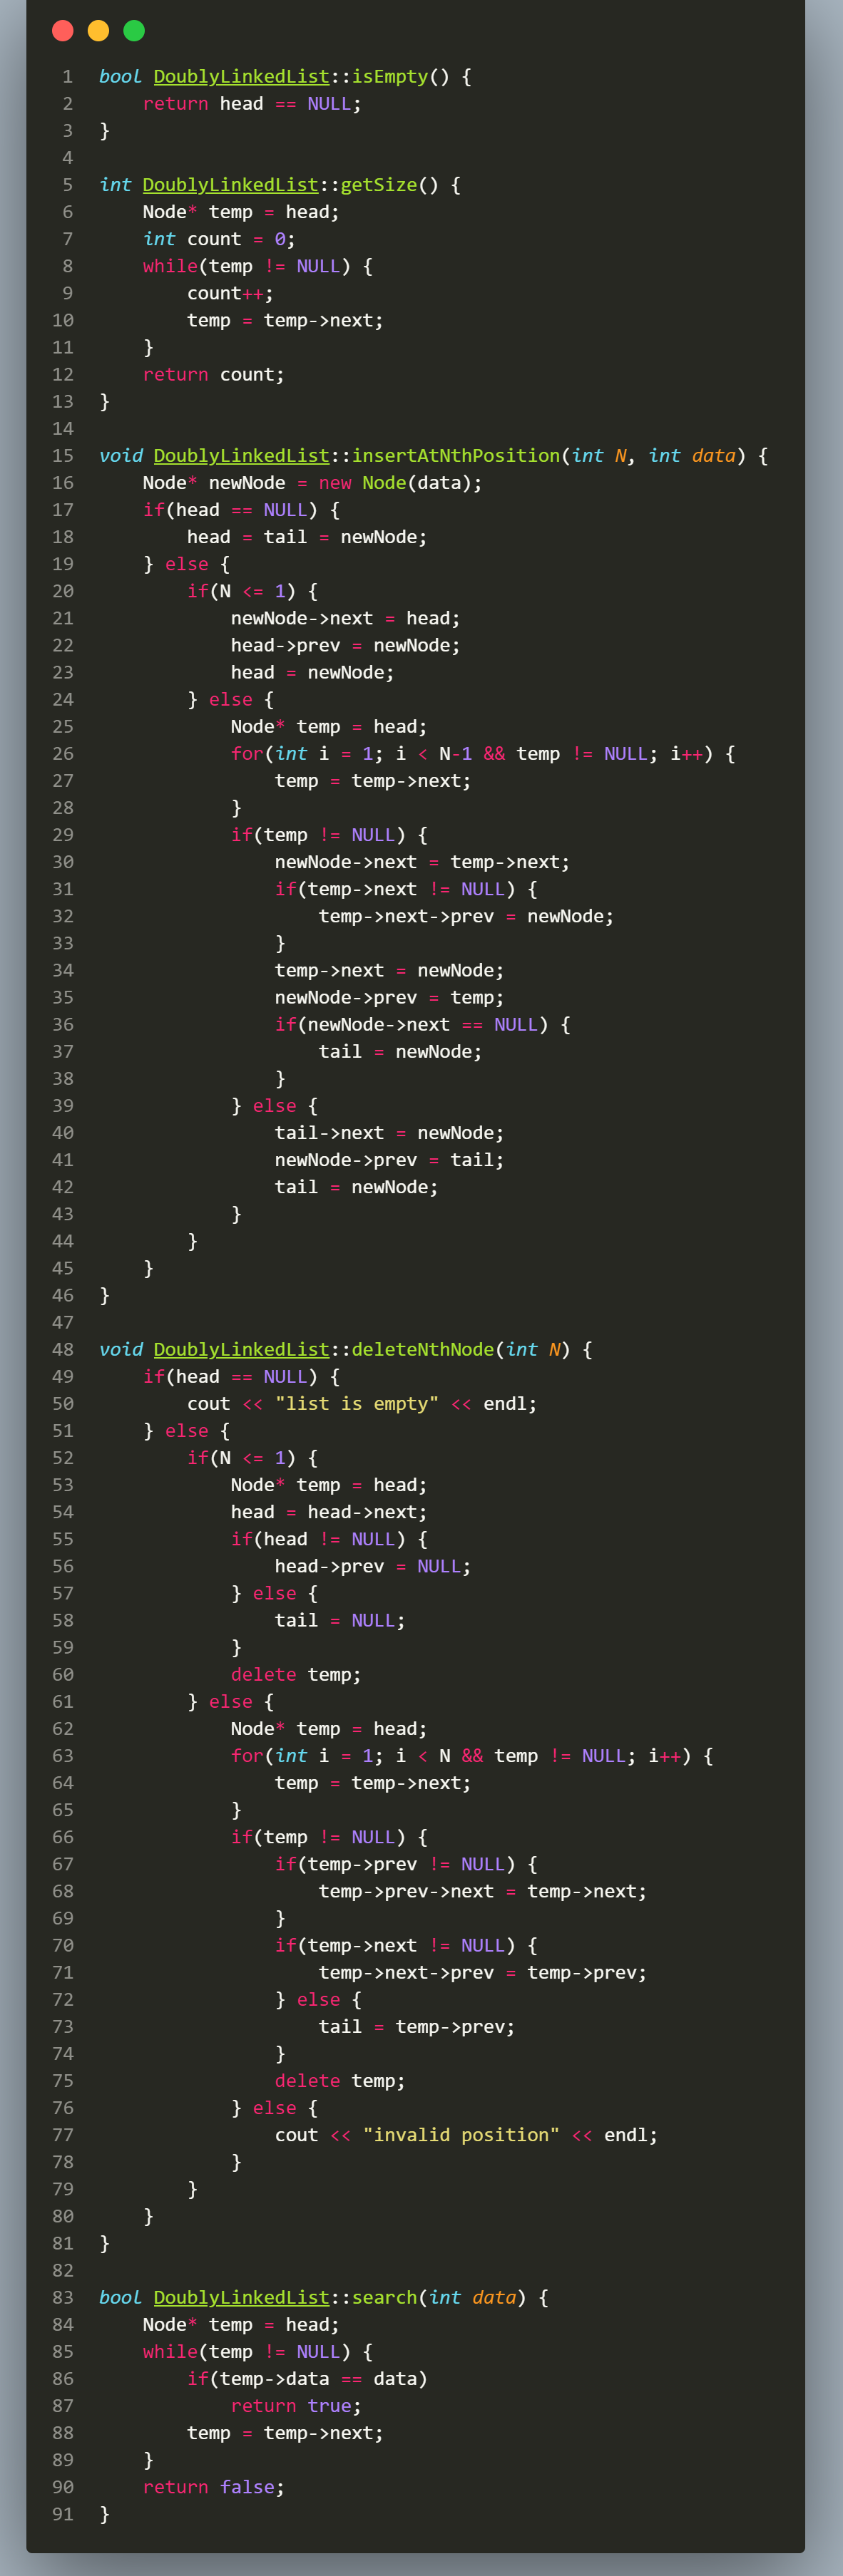 1 bool DoublyLinkedList::isEmpty() {
2     return head == NULL;
3 }
4
5 int DoublyLinkedList::getSize() {
6     Node* temp = head;
7     int count = 0;
8     while(temp != NULL) {
9         count++;
10         temp = temp->next;
11     }
12     return count;
13 }
14
15 void DoublyLinkedList::insertAtNthPosition(int N, int data) {
16     Node* newNode = new Node(data);
17     if(head == NULL) {
18         head = tail = newNode;
19     } else {
20         if(N <= 1) {
21             newNode->next = head;
22             head->prev = newNode;
23             head = newNode;
24         } else {
25             Node* temp = head;
26             for(int i = 1; i < N-1 && temp != NULL; i++) {
27                 temp = temp->next;
28             }
29             if(temp != NULL) {
30                 newNode->next = temp->next;
31                 if(temp->next != NULL) {
32                     temp->next->prev = newNode;
33                 }
34                 temp->next = newNode;
35                 newNode->prev = temp;
36                 if(newNode->next == NULL) {
37                     tail = newNode;
38                 }
39             } else {
40                 tail->next = newNode;
41                 newNode->prev = tail;
42                 tail = newNode;
43             }
44         }
45     }
46 }
47
48 void DoublyLinkedList::deleteNthNode(int N) {
49     if(head == NULL) {
50         cout << "list is empty" << endl;
51     } else {
52         if(N <= 1) {
53             Node* temp = head;
54             head = head->next;
55             if(head != NULL) {
56                 head->prev = NULL;
57             } else {
58                 tail = NULL;
59             }
60             delete temp;
61         } else {
62             Node* temp = head;
63             for(int i = 1; i < N && temp != NULL; i++) {
64                 temp = temp->next;
65             }
66             if(temp != NULL) {
67                 if(temp->prev != NULL) {
68                     temp->prev->next = temp->next;
69                 }
70                 if(temp->next != NULL) {
71                     temp->next->prev = temp->prev;
72                 } else {
73                     tail = temp->prev;
74                 }
75                 delete temp;
76             } else {
77                 cout << "invalid position" << endl;
78             }
79         }
80     }
81 }
82
83 bool DoublyLinkedList::search(int data) {
84     Node* temp = head;
85     while(temp != NULL) {
86         if(temp->data == data)
87             return true;
88         temp = temp->next;
89     }
90     return false;
91 }